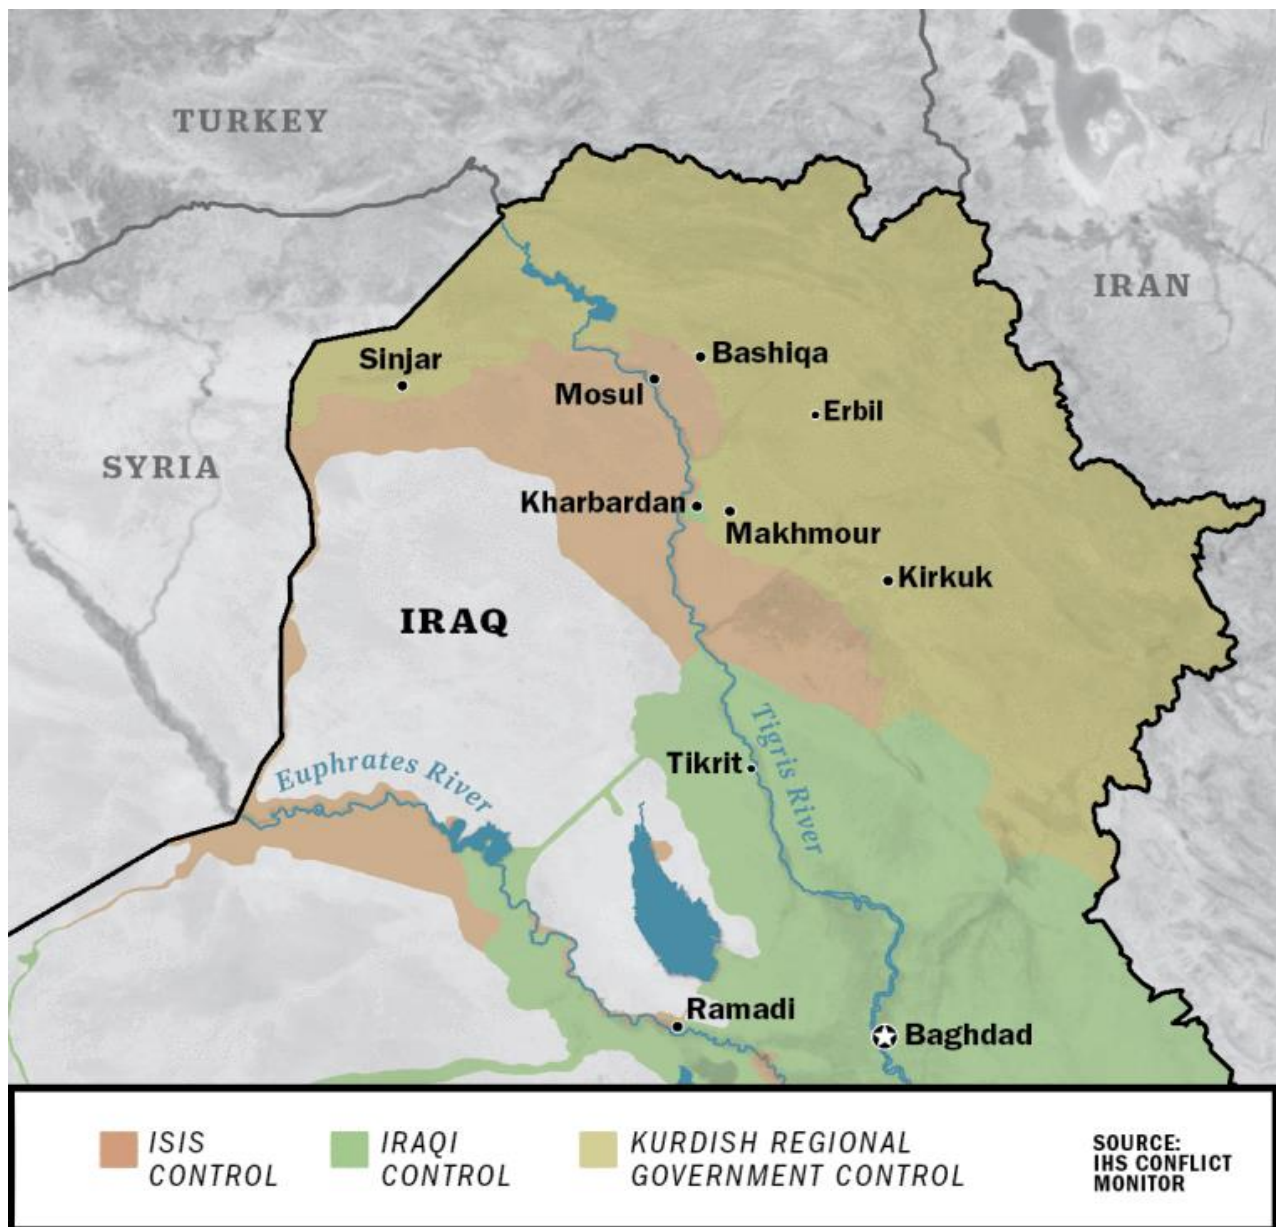 TURKEY
IRAN
Sinjar
Bashiqa
Mosul
Erbil
SYRIA
Kharbardan
Makhmour
Kirkuk
IRAQ
Tikrit
Tigris River
Euphrates River
Ramadi
Baghdad
ISIS
CONTROL
IRAQI
CONTROL
KURDISH REGIONAL
GOVERNMENT CONTROL
SOURCE:
IHS CONFLICT
MONITOR